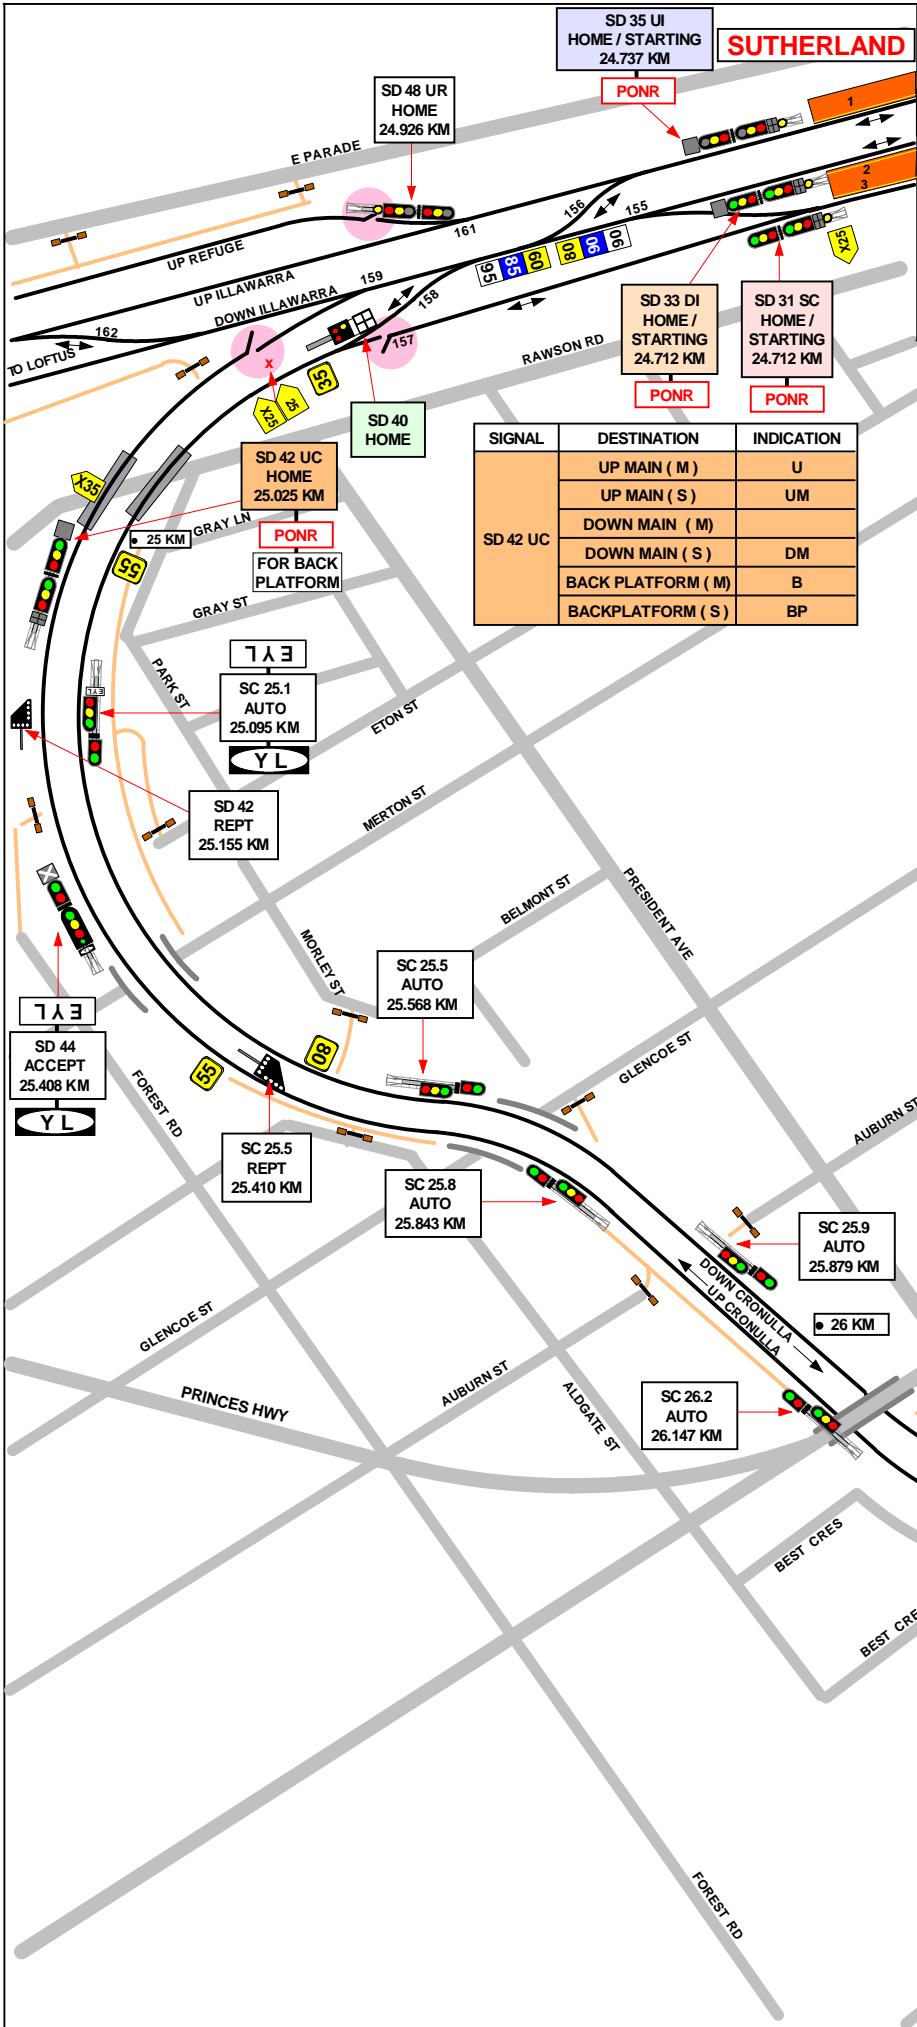 SD 35 UI
HOME / STARTING
24.737 KM
PONR
SUTHERLAND
SD 48 UR
HOME
24.926 KM
E PARADE
1
2
3
156
155
161
UP REFUGE
UP ILLAWARRA
DOWN ILLAWARRA
159
158
157
162
TO LOFTUS
95
85
60
80
90
90
X25
SD 33 DI
HOME /
STARTING
24.712 KM
PONR
SD 31 SC
HOME /
STARTING
24.712 KM
PONR
RAWSON RD
x
35
X25
25
SD 40
HOME
SIGNAL DESTINATION INDICATION
SD 42 UC
UP MAIN ( M ) U
UP MAIN ( S ) UM
DOWN MAIN ( M)
DOWN MAIN ( S ) DM
BACK PLATFORM ( M) B
BACKPLATFORM ( S ) BP
SD 42 UC
HOME
25.025 KM
PONR
FOR BACK
PLATFORM
X35
25 KM
GRAY LN
55
GRAY ST
PARK ST
EYL
EYL
SC 25.1
AUTO
25.095 KM
Y L
ETON ST
SD 42
REPT
25.155 KM
MERTON ST
BELMONT ST
PRESIDENT AVE
MORLEY ST
SC 25.5
AUTO
25.568 KM
EYL
SD 44
ACCEPT
25.408 KM
Y L
55
80
GLENCOE ST
FOREST RD
AUBURN ST
SC 25.5
REPT
25.410 KM
SC 25.8
AUTO
25.843 KM
SC 25.9
AUTO
25.879 KM
DOWN CRONULLA
UP CRONULLA
26 KM
GLENCOE ST
AUBURN ST
ALDGATE ST
PRINCES HWY
SC 26.2
AUTO
26.147 KM
BEST CRES
BEST CRE
FOREST RD